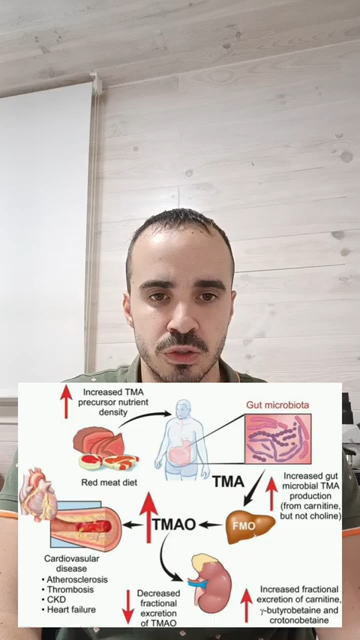 Increased TMA
precursor nutrient
density
Red meat diet
Gut microbiota
TMA
Increased gut
microbial TMA
production
(from carnitine,
but not choline)
FMO
TMAO
Cardiovascular
disease
• Atherosclerosis
• Thrombosis
• CKD
• Heart failure
Decreased
fractional
excretion
of TMAO
Increased fractional
excretion of carnitine,
γ-butyrobetaine and
crotonobetaine